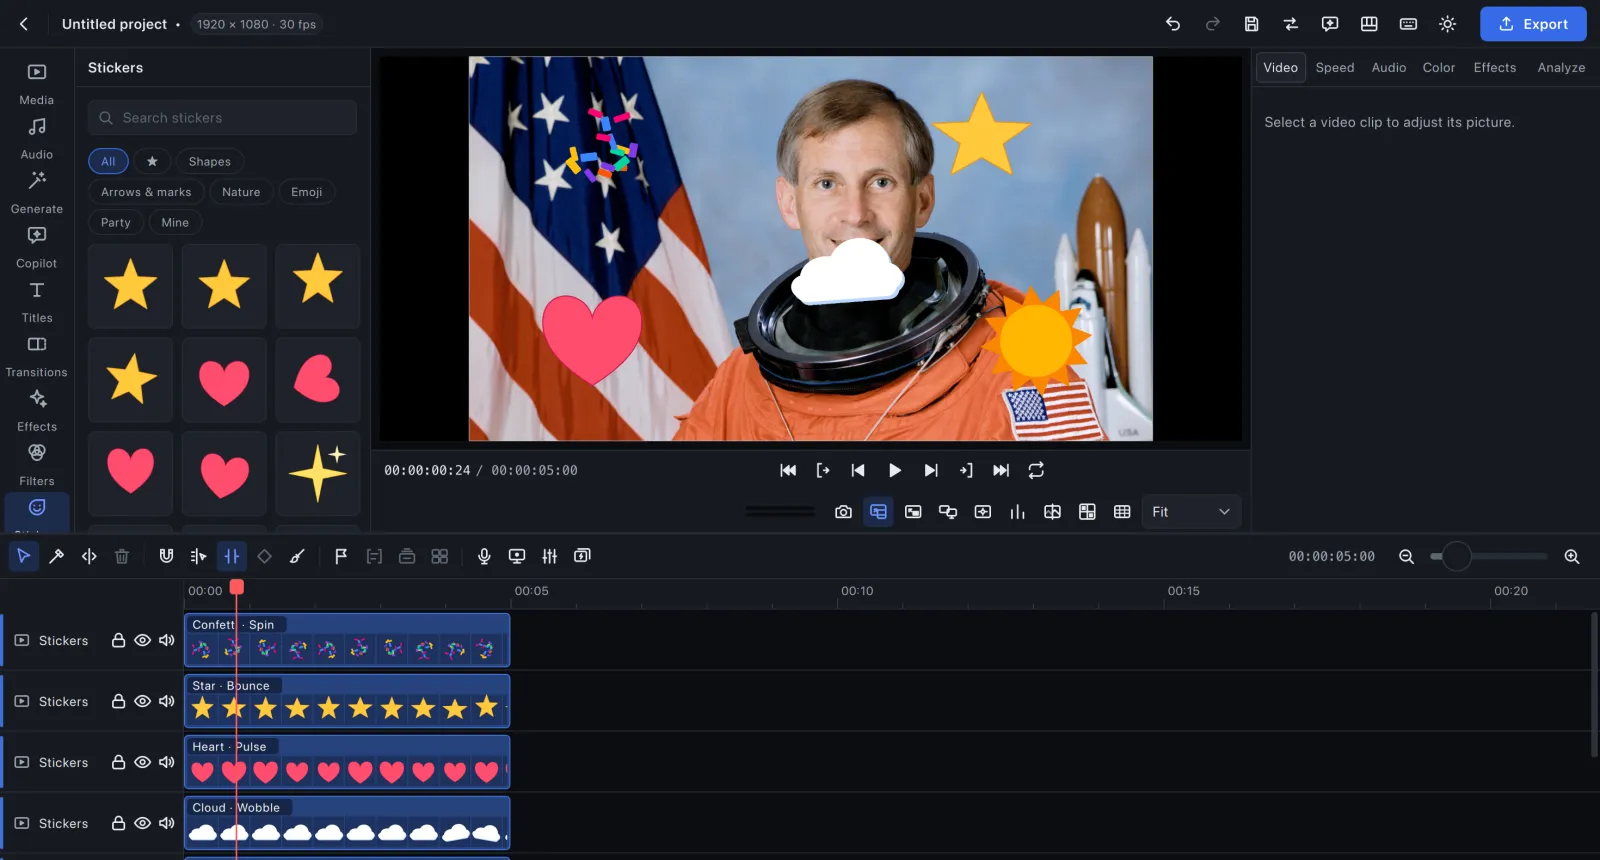 Untitled project •
1920 × 1080 · 30 fps
Export
Media
Audio
Generate
Copilot
Titles
Transitions
Effects
Filters
Stickers
Search stickers
All
★
Shapes
Arrows & marks
Nature
Emoji
Party
Mine
USA
00:00:00:24 / 00:00:05:00
Fit
Video
Speed
Audio
Color
Effects
Analyze
Select a video clip to adjust its picture.
00:00:05:00
00:00
00:05
00:10
00:15
00:20
Stickers
Confetti · Spin
Stickers
Star · Bounce
Stickers
Heart · Pulse
Stickers
Cloud · Wobble